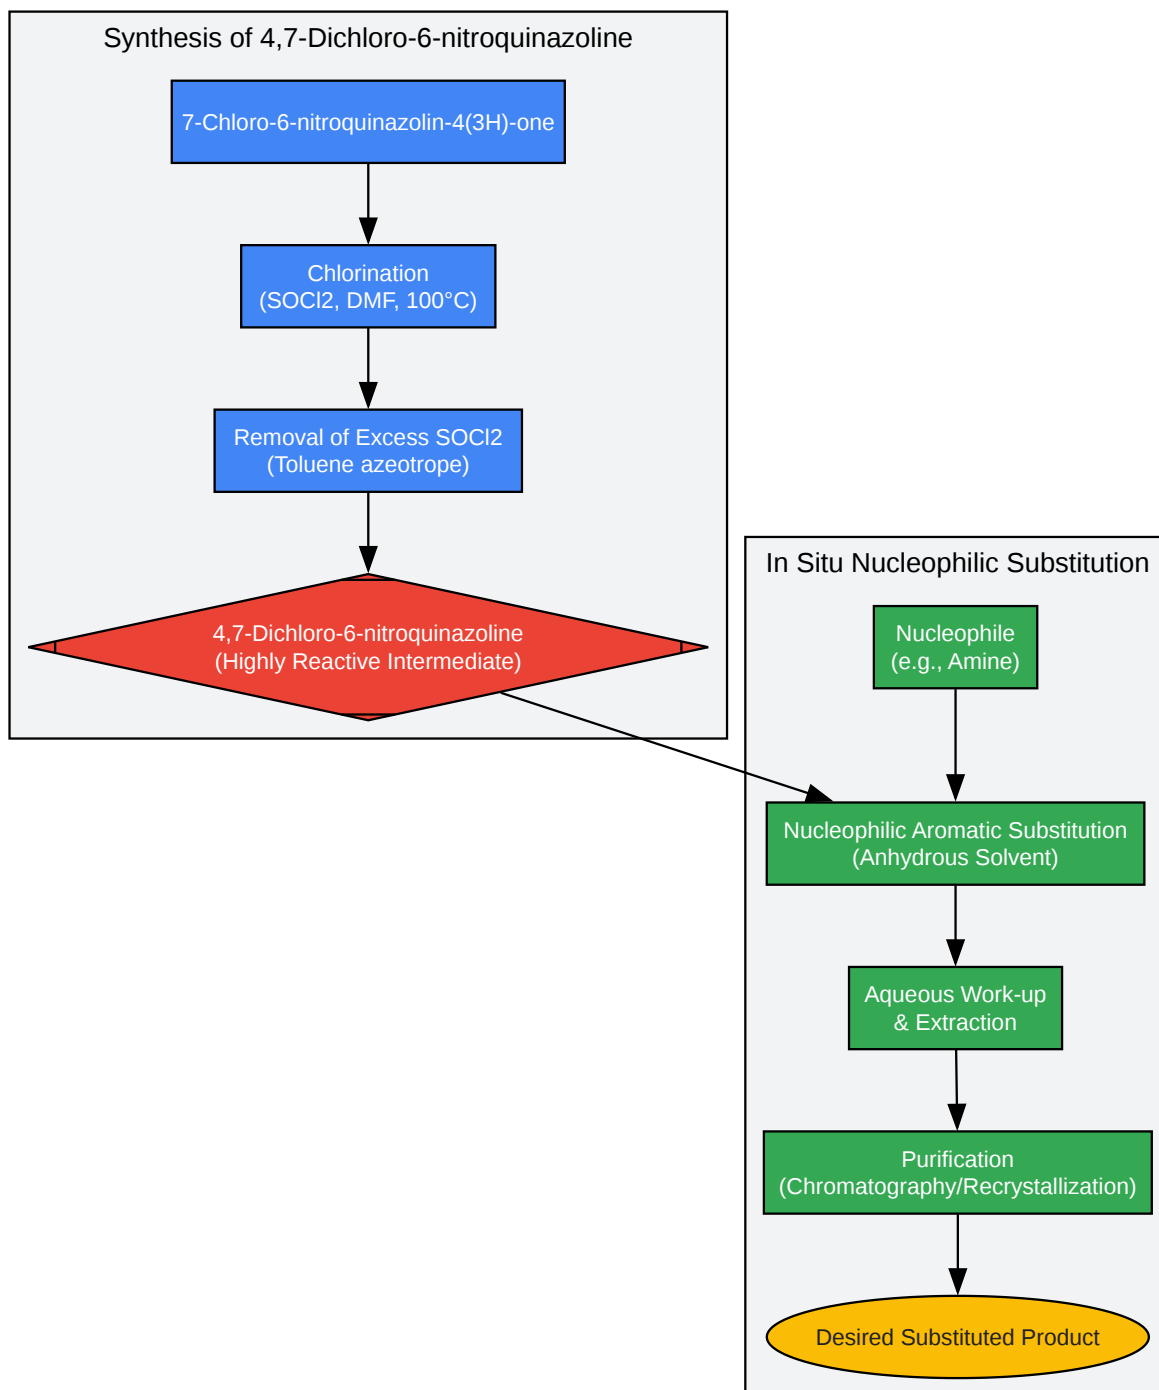 Synthesis of 4,7-Dichloro-6-nitroquinazoline
7-Chloro-6-nitroquinazolin-4(3H)-one
Chlorination
(SOCl2, DMF, 100°C)
Removal of Excess SOCl2
(Toluene azeotrope)
4,7-Dichloro-6-nitroquinazoline
(Highly Reactive Intermediate)
In Situ Nucleophilic Substitution
Nucleophile
(e.g., Amine)
Nucleophilic Aromatic Substitution
(Anhydrous Solvent)
Aqueous Work-up
& Extraction
Purification
(Chromatography/Recrystallization)
Desired Substituted Product